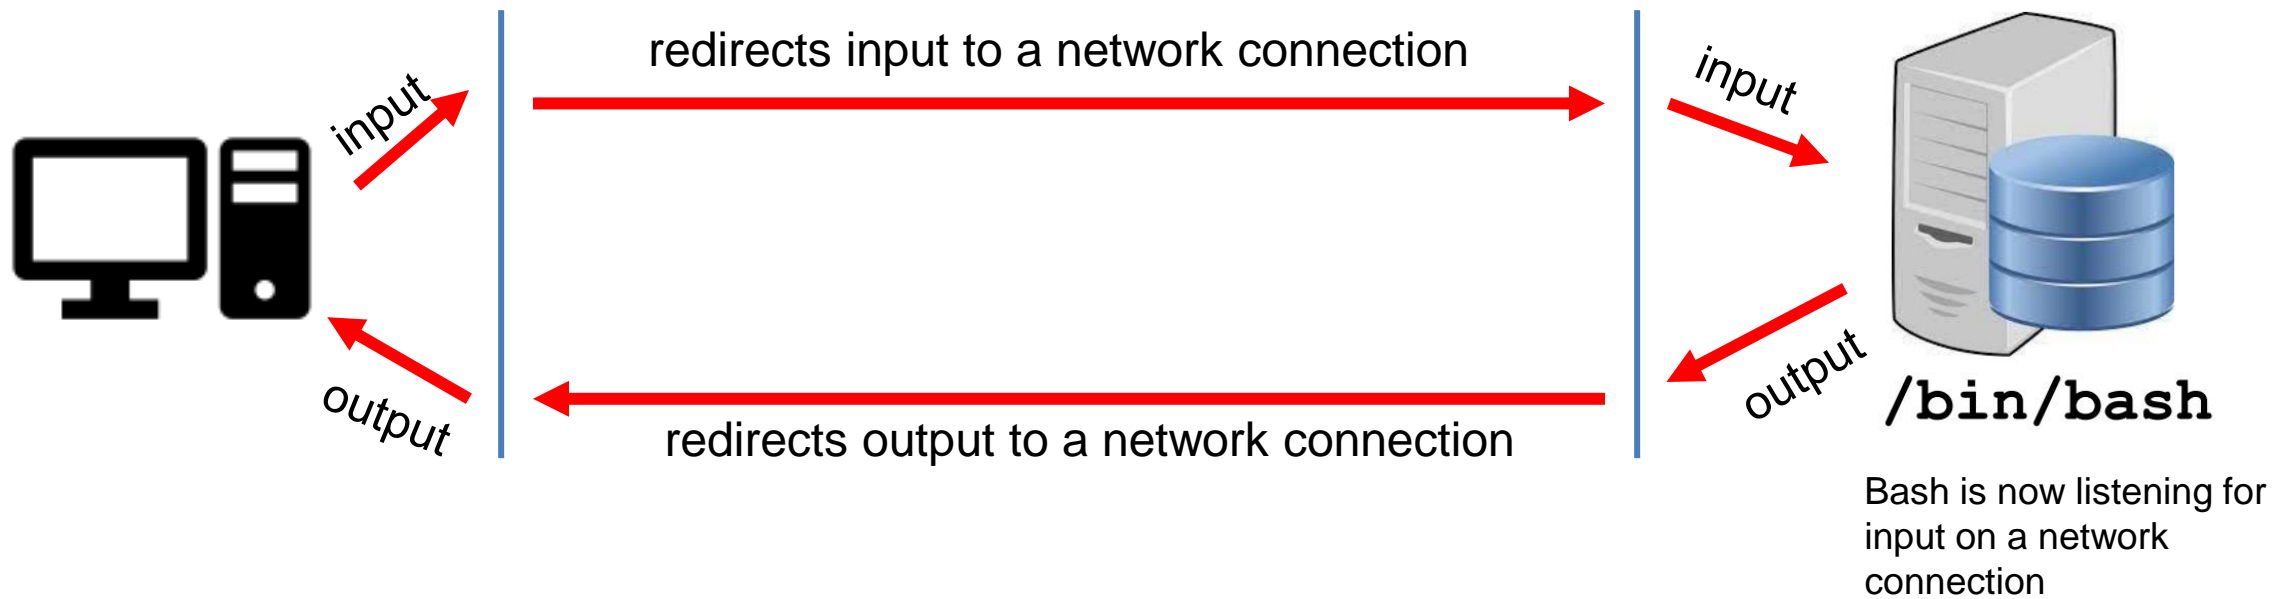 redirects input to a network connection
input
input
output
output
redirects output to a network connection
/bin/bash
Bash is now listening for
input on a network
connection